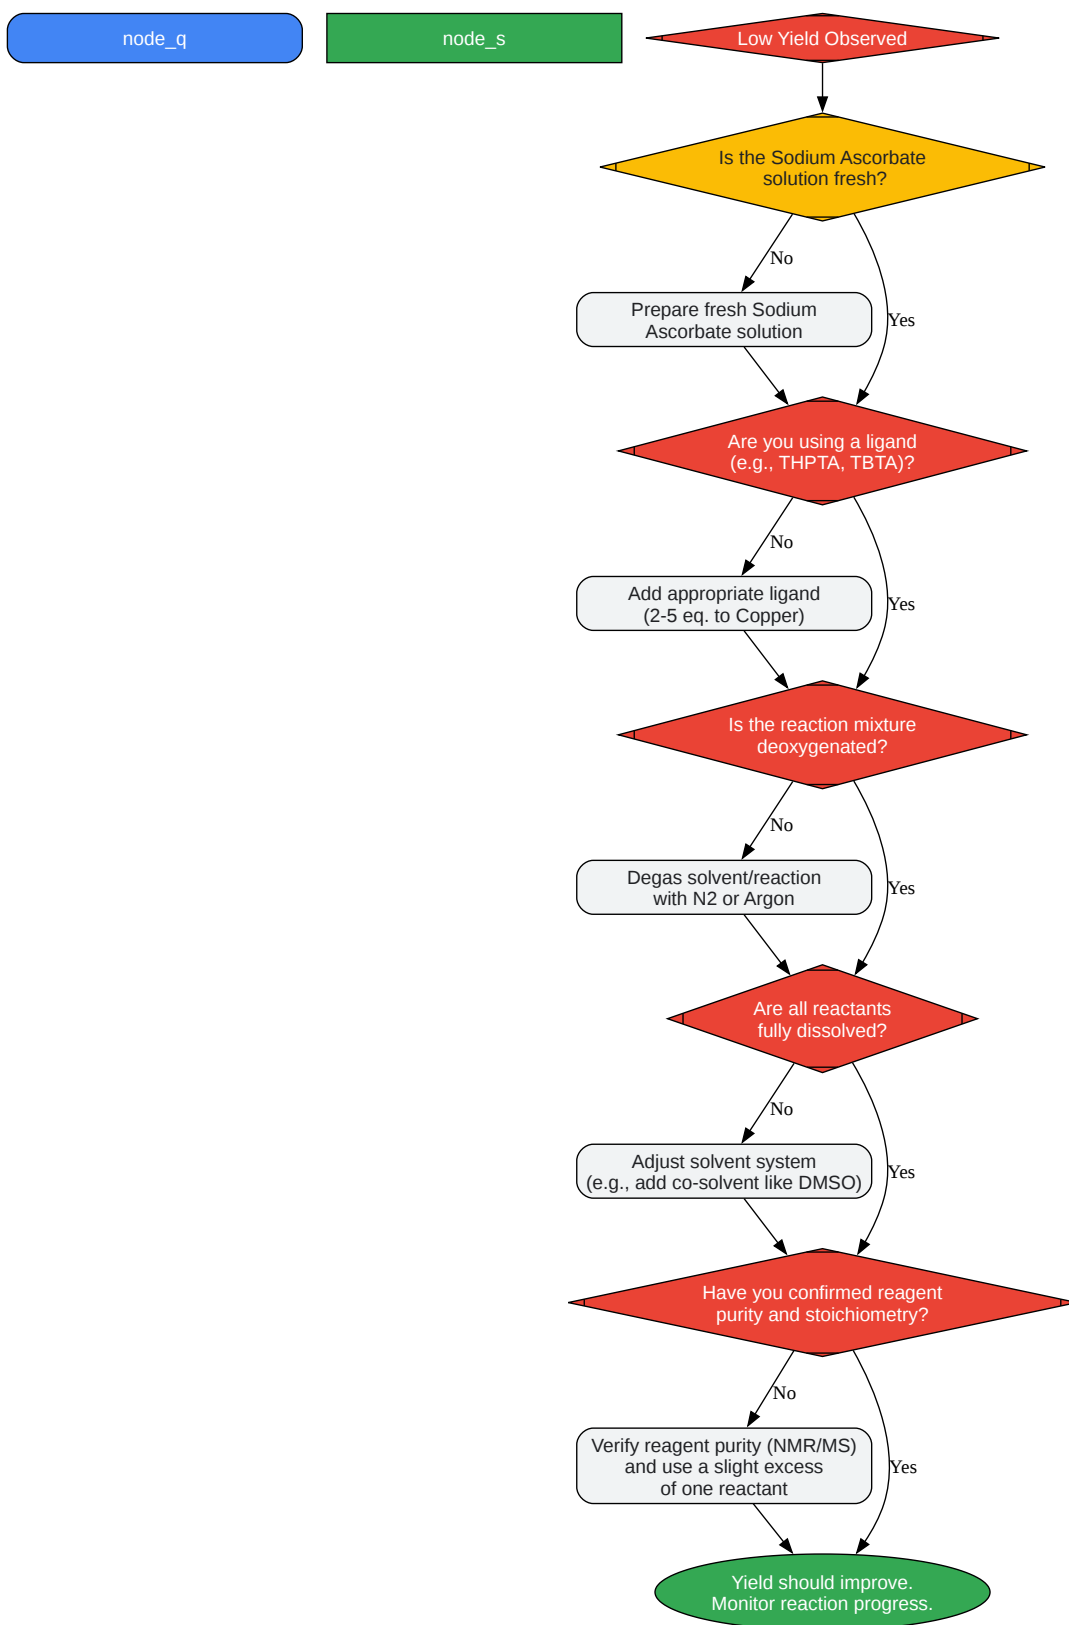 node_q
node_s
Low Yield Observed
Is the Sodium Ascorbate
solution fresh?
No
Prepare fresh Sodium
Ascorbate solution
Yes
Are you using a ligand
(e.g., THPTA, TBTA)?
No
Add appropriate ligand
(2-5 eq. to Copper)
Yes
Is the reaction mixture
deoxygenated?
No
Degas solvent/reaction
with N2 or Argon
Yes
Are all reactants
fully dissolved?
No
Adjust solvent system
(e.g., add co-solvent like DMSO)
Yes
Have you confirmed reagent
purity and stoichiometry?
No
Verify reagent purity (NMR/MS)
and use a slight excess
of one reactant
Yes
Yield should improve.
Monitor reaction progress.